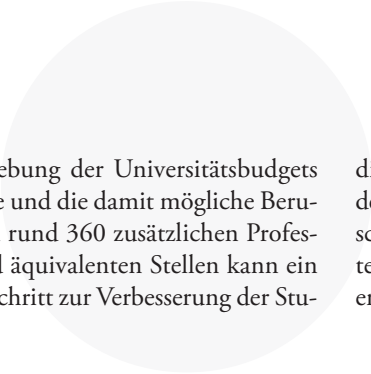 ebung der Universitätsbudgets
e und die damit mögliche Beru-
rund 360 zusätzlichen Profes-
d äquivalenten Stellen kann ein
chritt zur Verbesserung der Stu-
d
de
sc
te
er